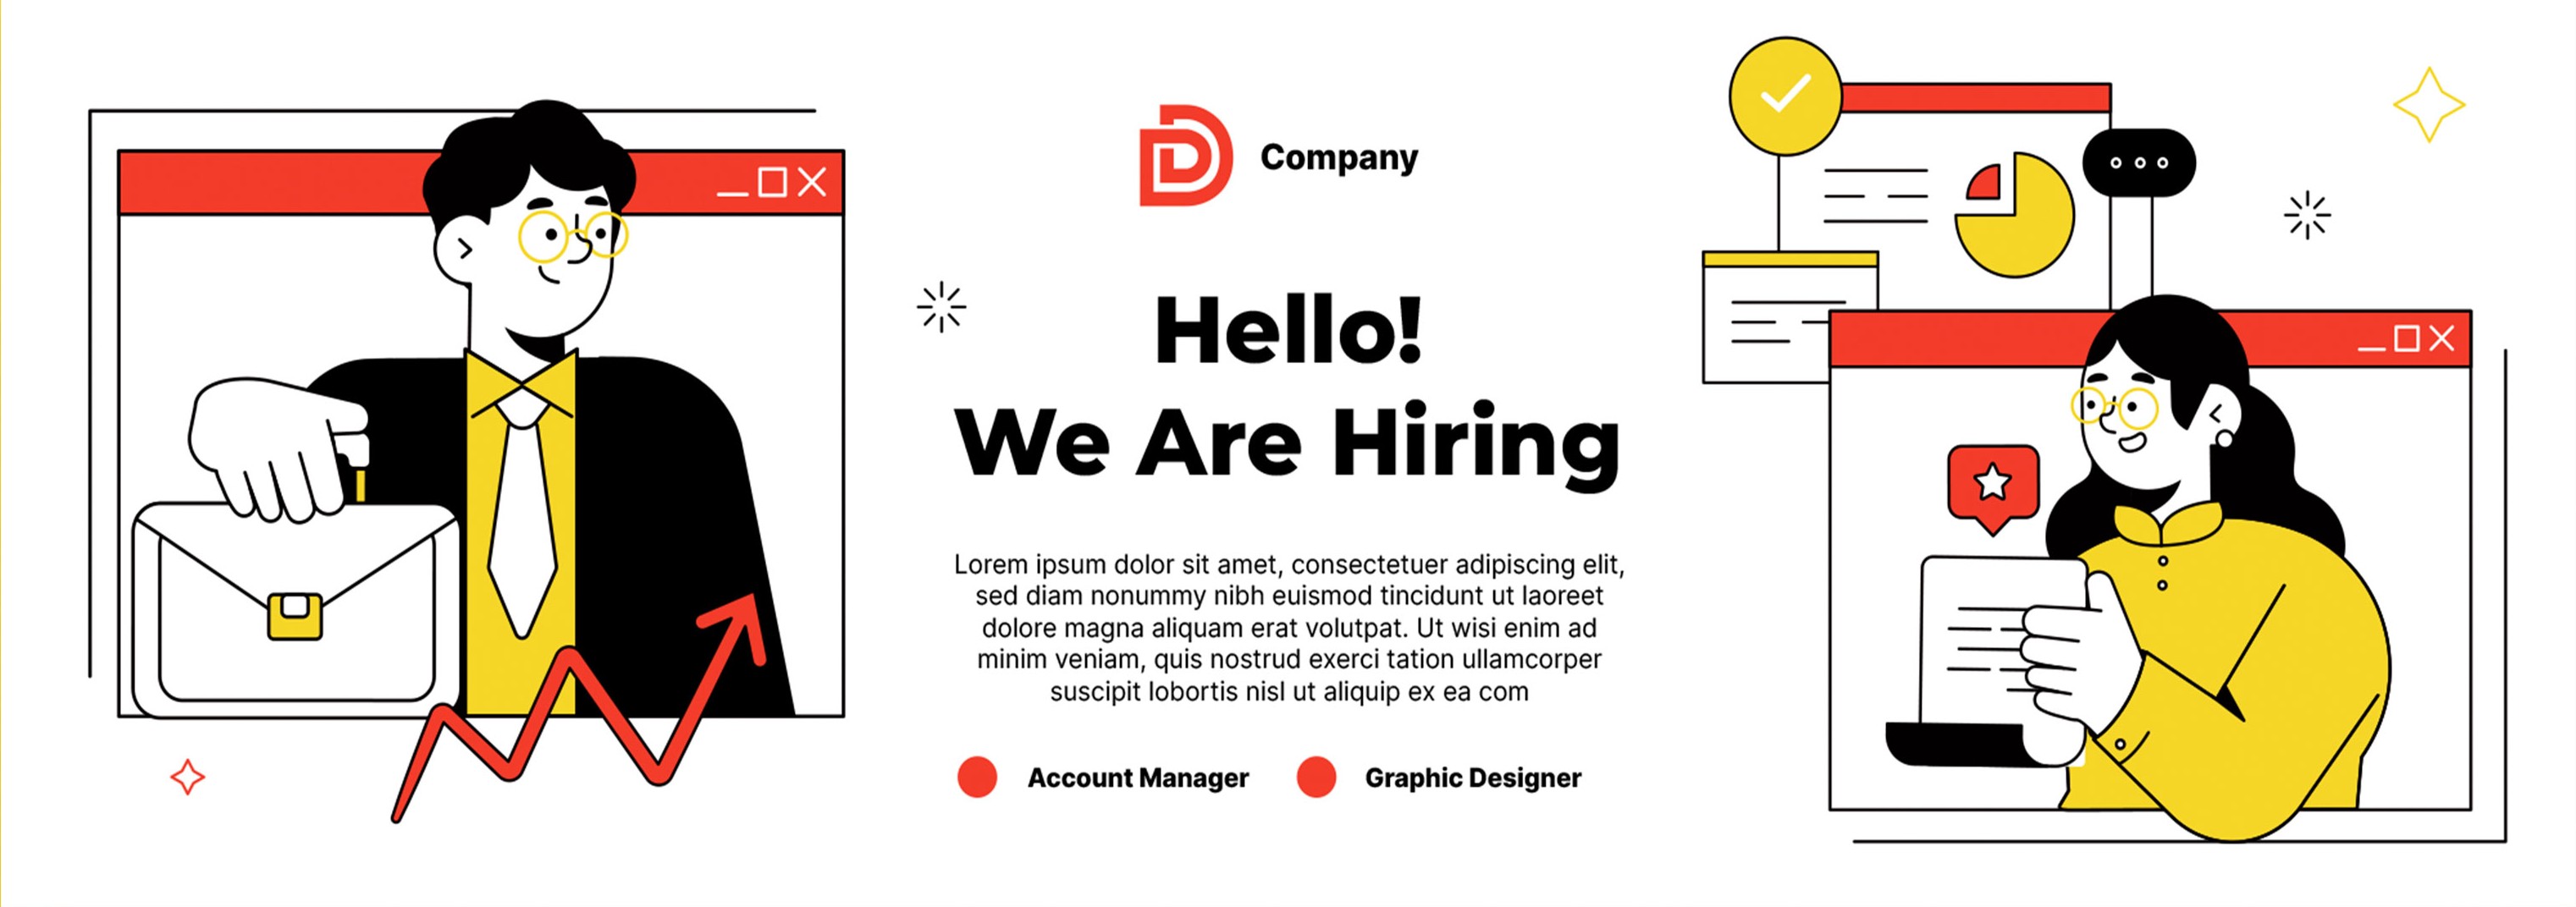 Company
Hello!
We Are Hiring
Lorem ipsum dolor sit amet, consectetuer adipiscing elit,
sed diam nonummy nibh euismod tincidunt ut laoreet
dolore magna aliquam erat volutpat. Ut wisi enim ad
minim veniam, quis nostrud exerci tation ullamcorper
suscipit lobortis nisl ut aliquip ex ea com
Account Manager
Graphic Designer